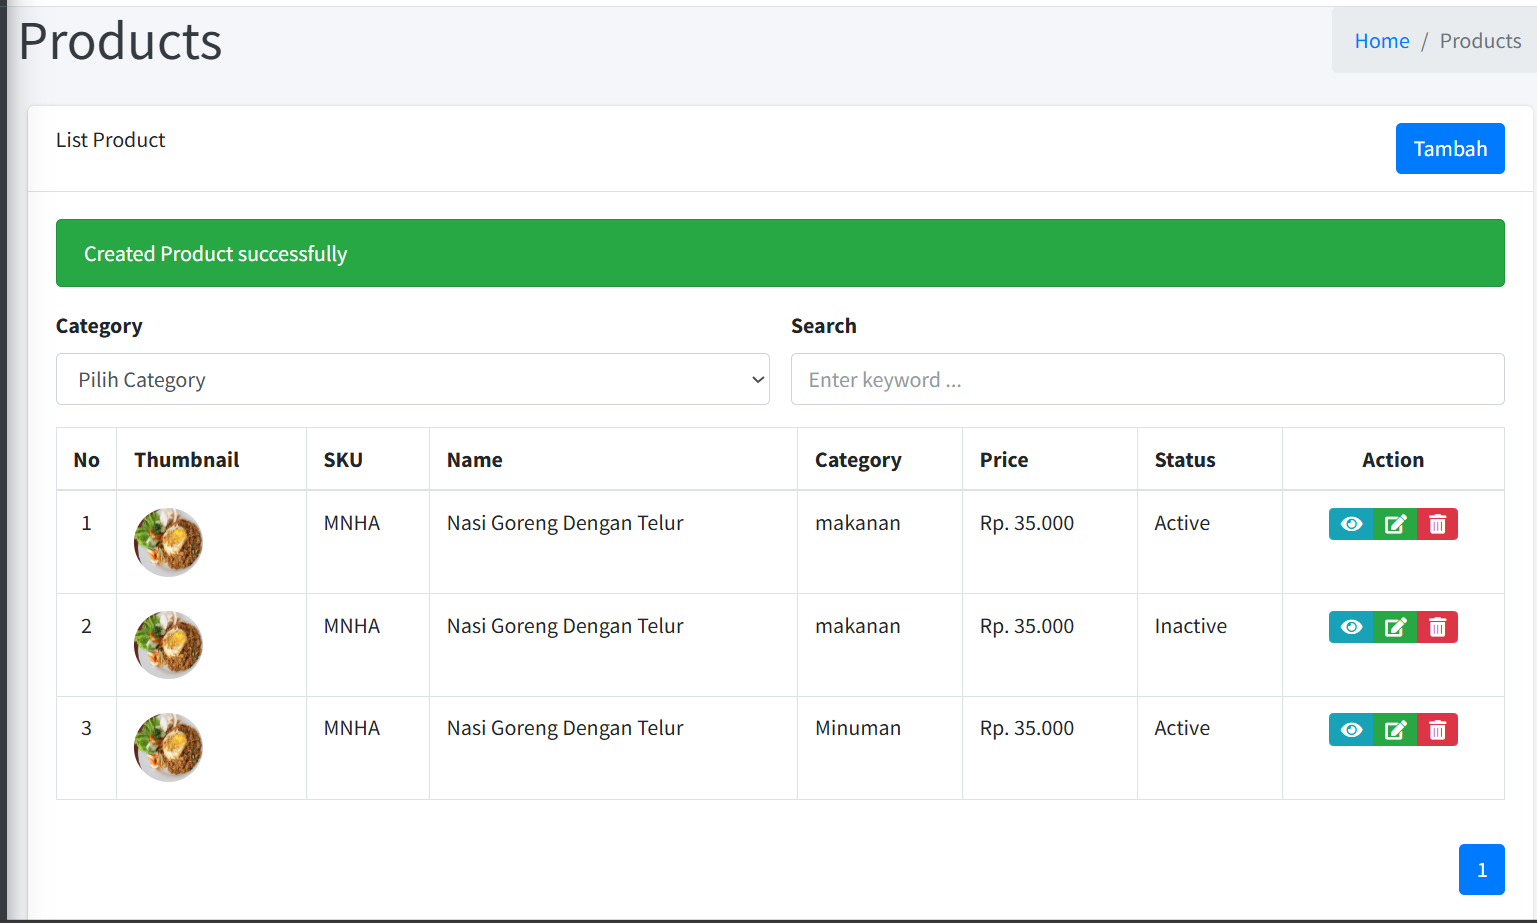 Products
Home / Products
List Product
Tambah
Created Product successfully
Category
Search
Pilih Category
Enter keyword ...
No Thumbnail SKU Name Category Price Status Action
1 MNHA Nasi Goreng Dengan Telur makanan Rp. 35.000 Active
2 MNHA Nasi Goreng Dengan Telur makanan Rp. 35.000 Inactive
3 MNHA Nasi Goreng Dengan Telur Minuman Rp. 35.000 Active
1